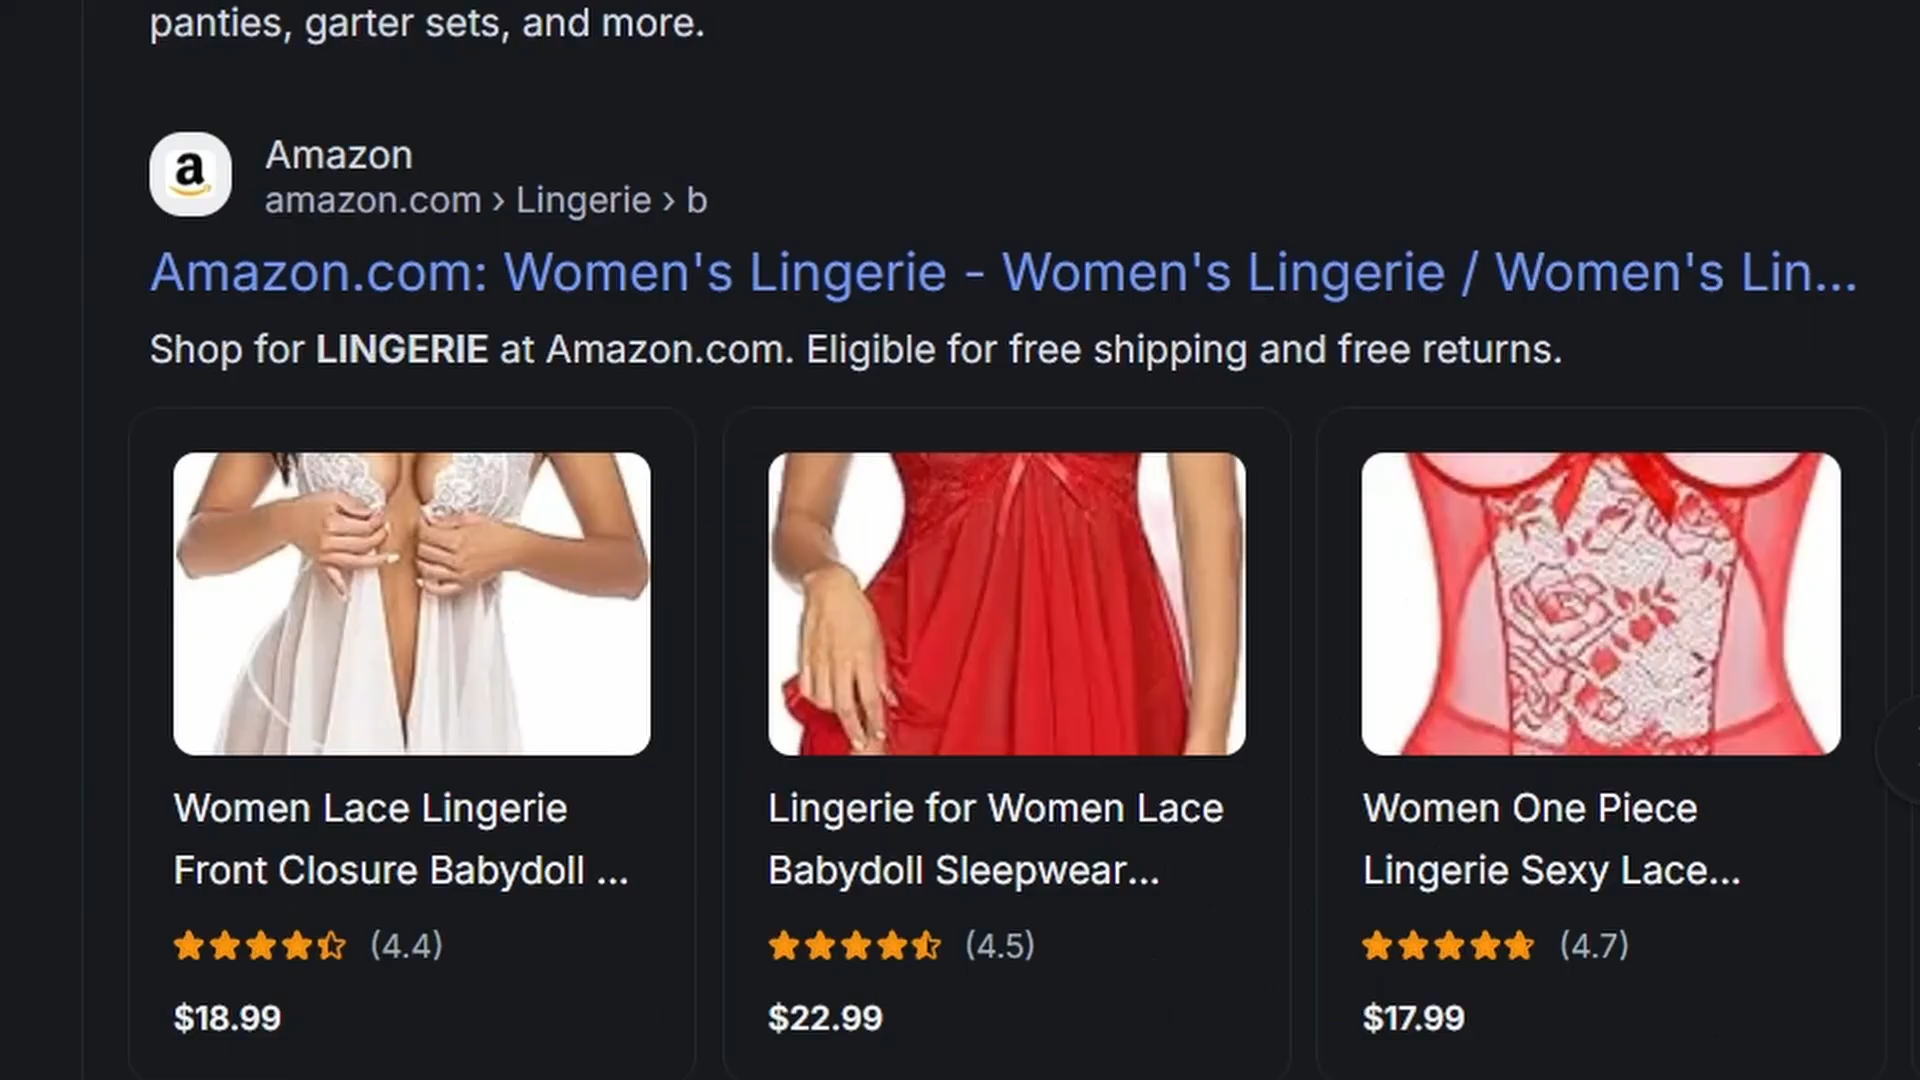 panties, garter sets, and more.
a
Amazon
amazon.com › Lingerie › b
Amazon.com: Women's Lingerie - Women's Lingerie / Women's Lin...
Shop for LINGERIE at Amazon.com. Eligible for free shipping and free returns.
Women Lace Lingerie
Front Closure Babydoll ...
(4.4)
$18.99
Lingerie for Women Lace
Babydoll Sleepwear...
(4.5)
$22.99
Women One Piece
Lingerie Sexy Lace...
(4.7)
$17.99